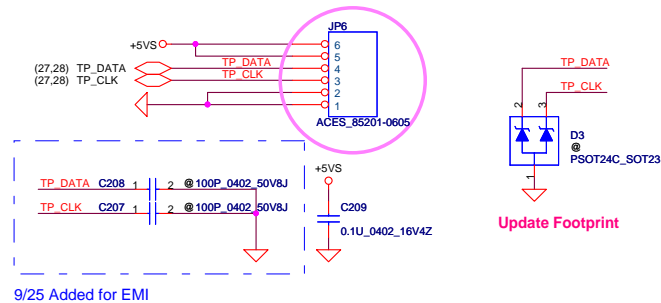 JP6
+5VS
6
5
(27,28) TP_DATA TP_DATA 4
(27,28) TP_CLK TP_CLK 3
2
1
ACES_85201-0605
TP_DATA
TP_CLK
2 3
D3
@
PSOT24C_SOT23
1
Update Footprint
TP_DATA C208 1 2 @100P_0402_50V8J
TP_CLK C207 1 2 @100P_0402_50V8J
+5VS
C209
0.1U_0402_16V4Z
9/25 Added for EMI